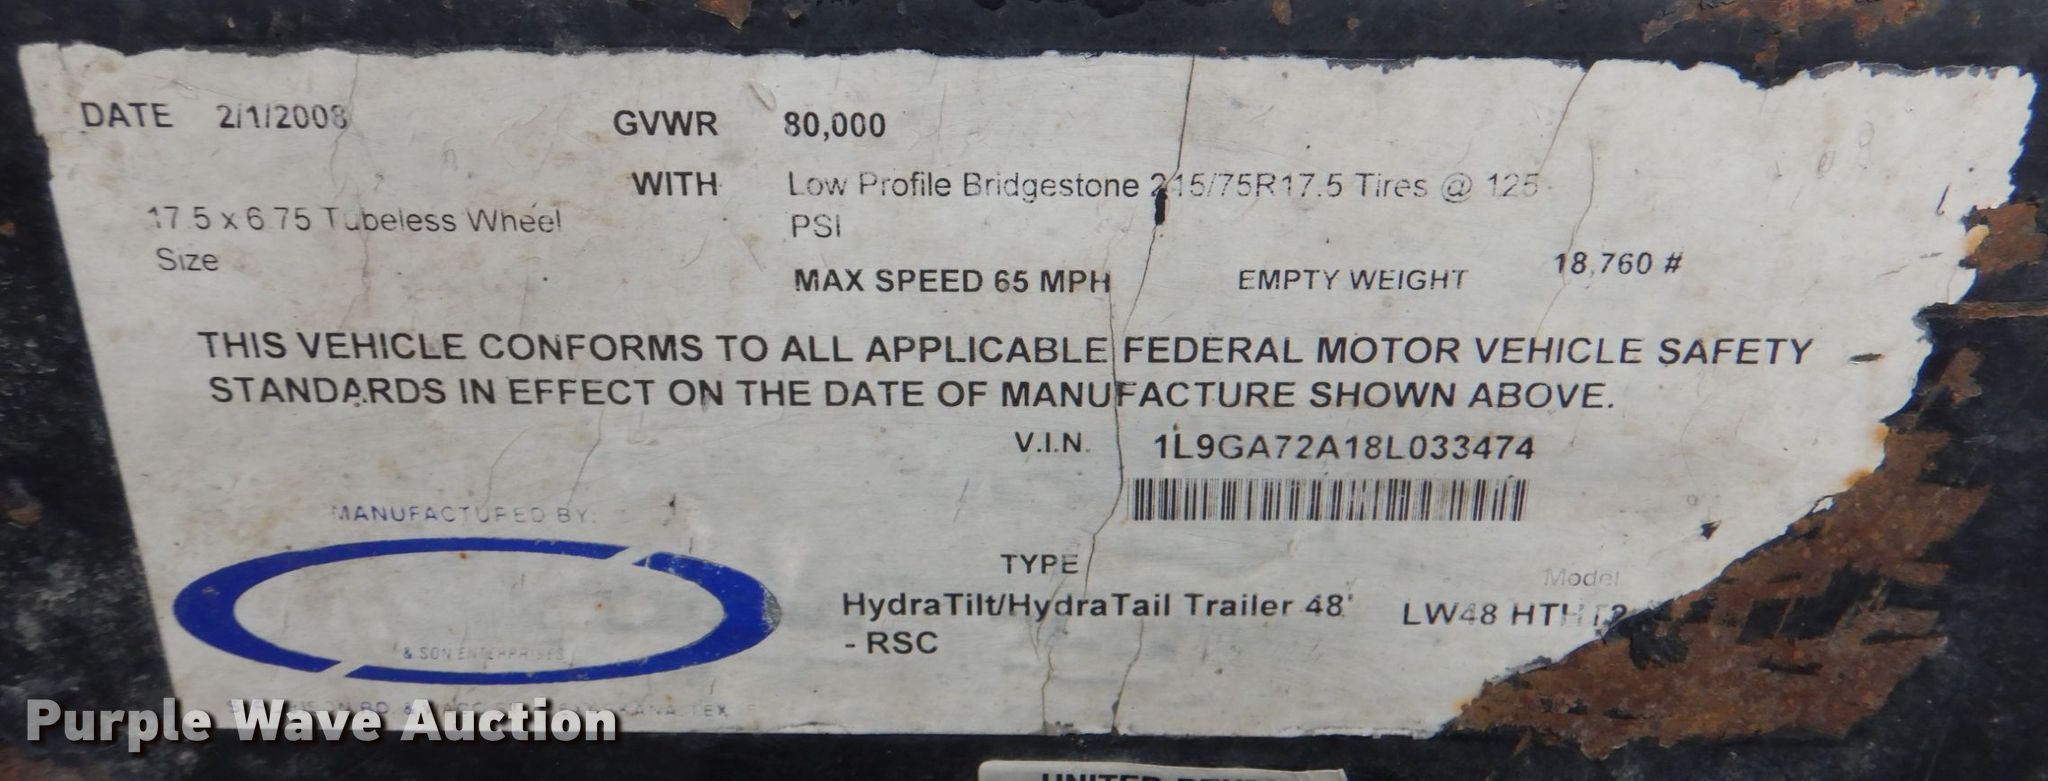 DATE 2/1/2008 GVWR 80,000
WITH Low Profile Bridgestone 215/75R17.5 Tires @ 125
PSI
17.5 x 6.75 Tubeless Wheel
Size
MAX SPEED 65 MPH EMPTY WEIGHT 18,760 #
THIS VEHICLE CONFORMS TO ALL APPLICABLE FEDERAL MOTOR VEHICLE SAFETY
STANDARDS IN EFFECT ON THE DATE OF MANUFACTURE SHOWN ABOVE.
V.I.N. 1L9GA72A18L033474
MANUFACTURED BY:
& SON ENTERPRISES
TYPE
HydraTilt/HydraTail Trailer 48'
- RSC
Model
LW48
TEX
Purple Wave Auction
UNITED